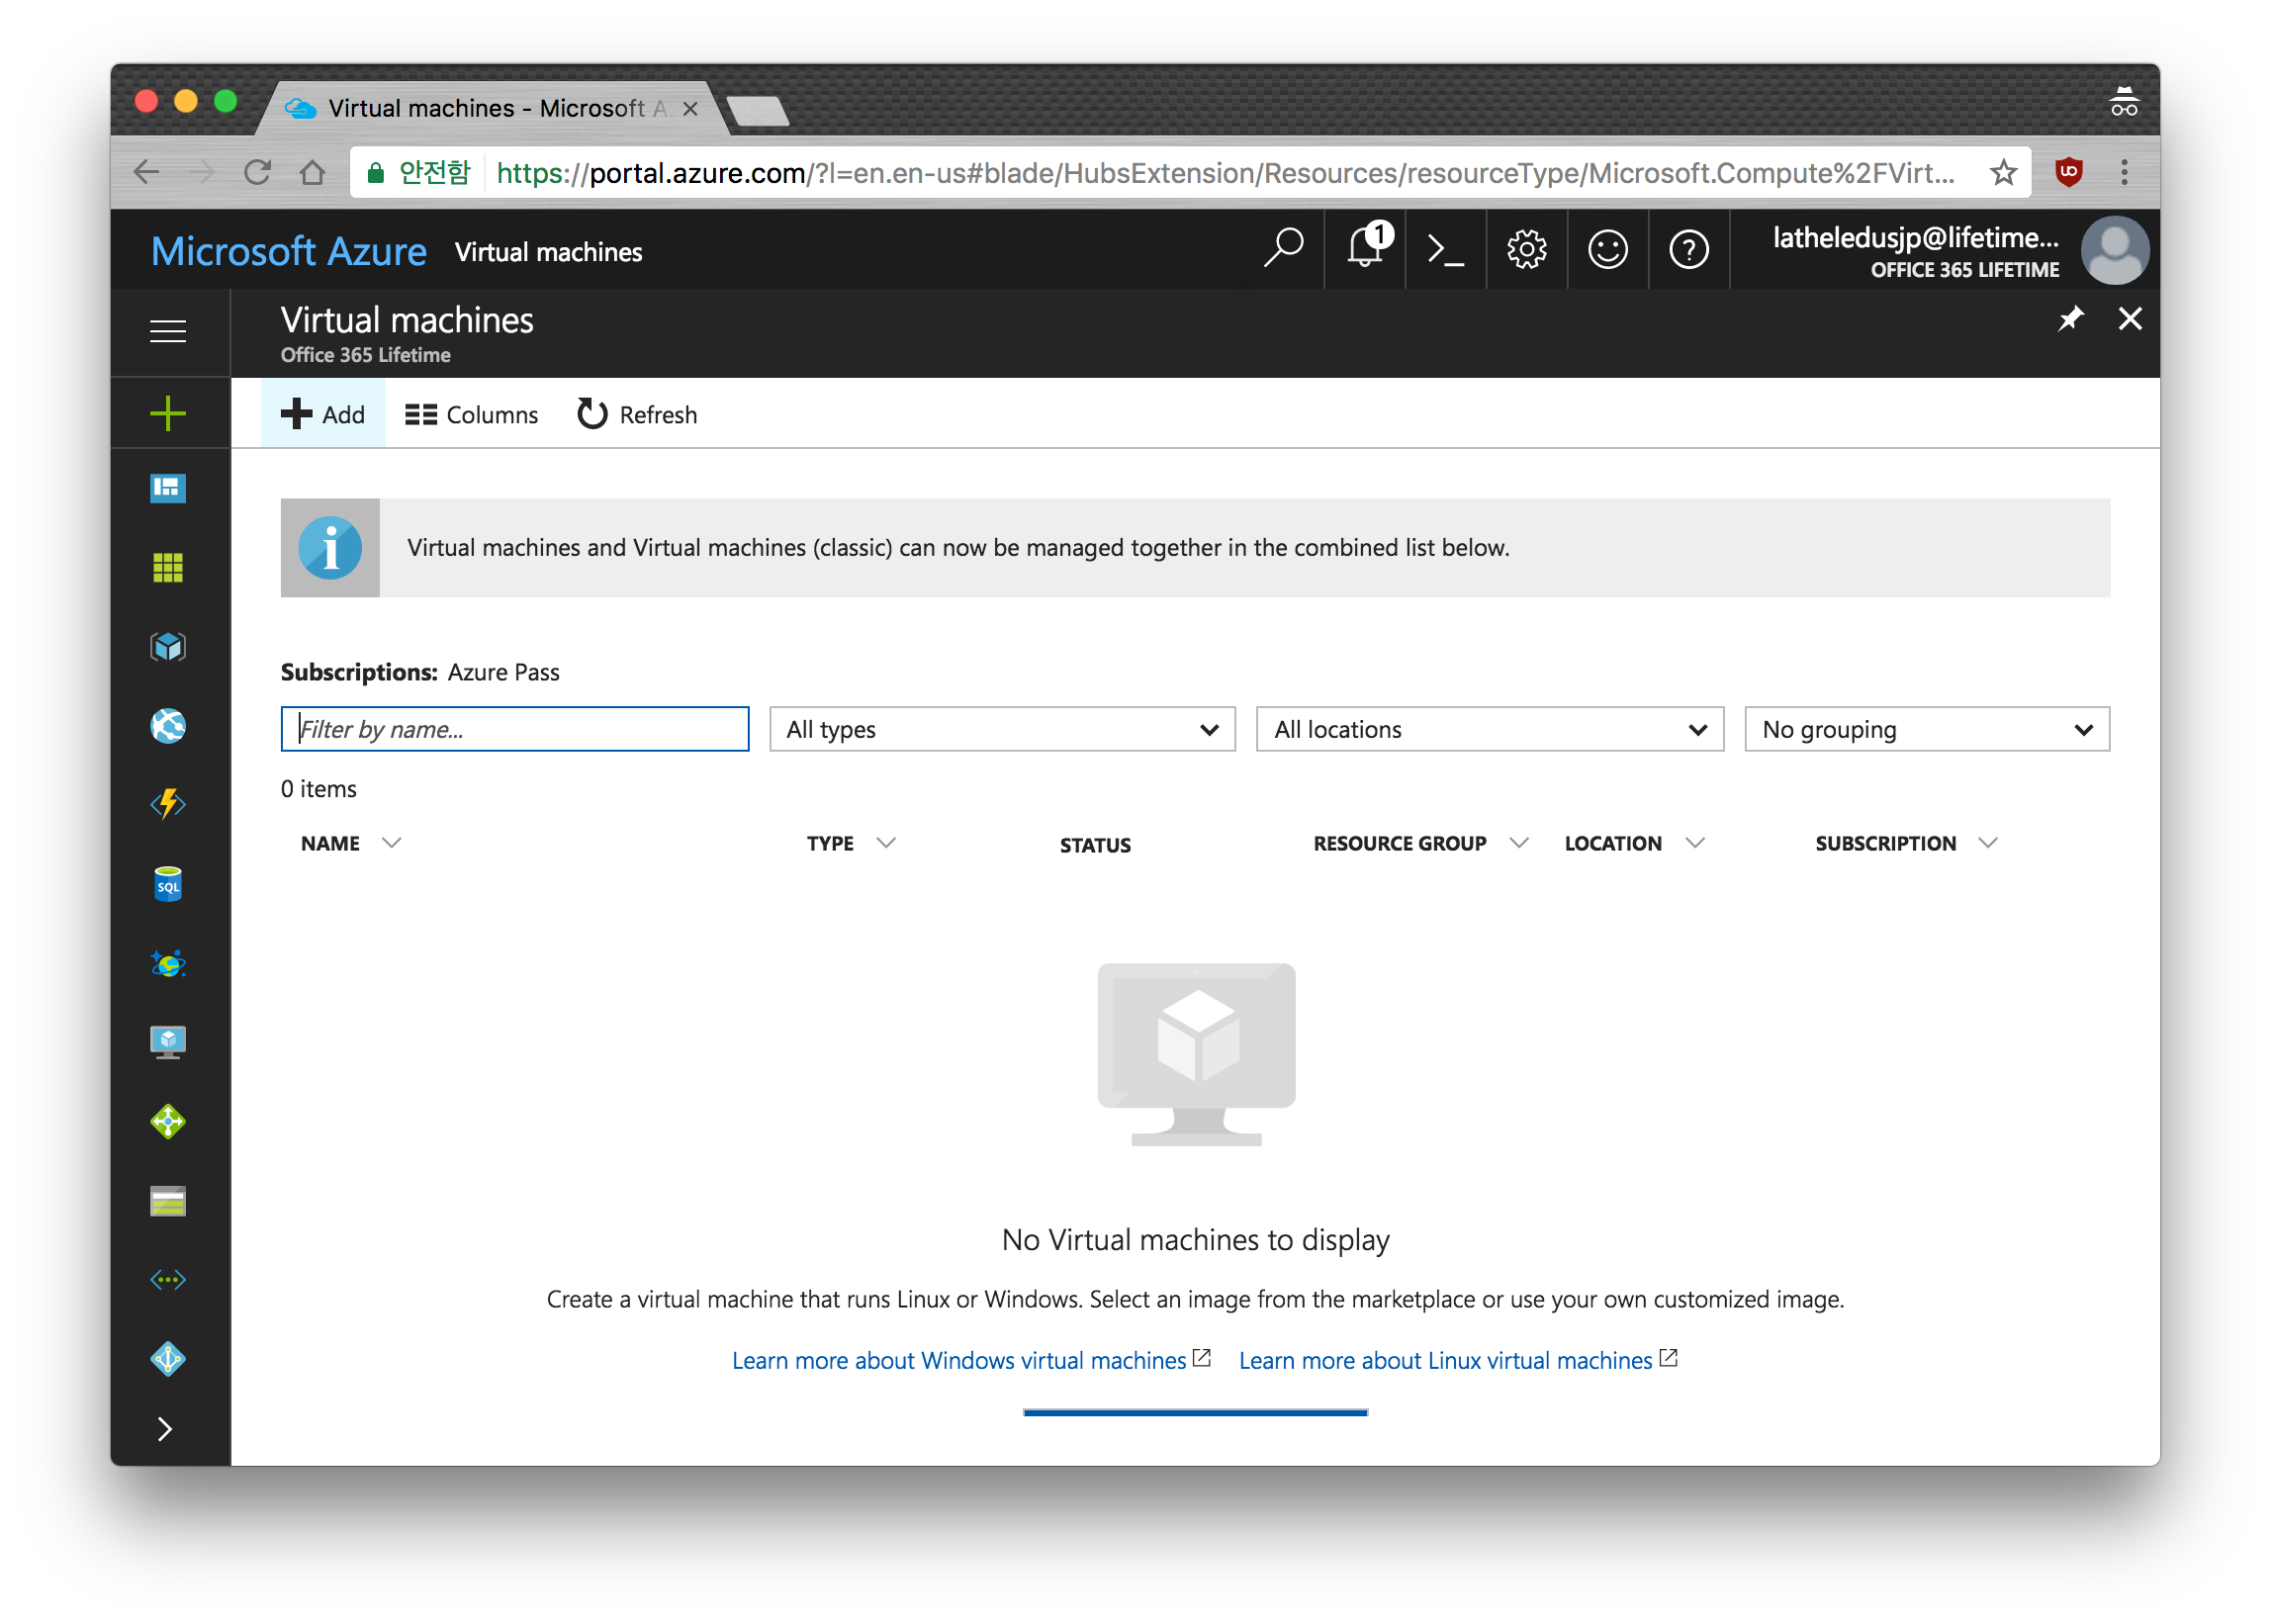 Virtual machines - Microsoft A
안전함 https://portal.azure.com/?l=en.en-us#blade/HubsExtension/Resources/resourceType/Microsoft.Compute%2FVirt...
Microsoft Azure Virtual machines
1
latheledusjp@lifetime...
OFFICE 365 LIFETIME
Virtual machines
Office 365 Lifetime
Add Columns Refresh
Virtual machines and Virtual machines (classic) can now be managed together in the combined list below.
Subscriptions: Azure Pass
Filter by name... All types All locations No grouping
0 items
NAME TYPE STATUS RESOURCE GROUP LOCATION SUBSCRIPTION
SQL
No Virtual machines to display
Create a virtual machine that runs Linux or Windows. Select an image from the marketplace or use your own customized image.
Learn more about Windows virtual machines Learn more about Linux virtual machines